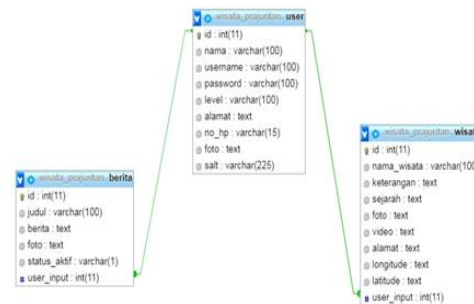 wisata_prajuritan user
id : int(11)
nama : varchar(100)
username : varchar(100)
password : varchar(100)
level : varchar(100)
alamat : text
no_hp : varchar(15)
foto : text
salt : varchar(225)
wisata_prajuritan berita
id : int(11)
judul : varchar(100)
berita : text
foto : text
status_aktif : varchar(1)
user_input : int(11)
wisata_prajuritan wisat
id : int(11)
nama_wisata : varchar(100
keterangan : text
sejarah : text
foto : text
video : text
alamat : text
longitude : text
latitude : text
user_input : int(11)